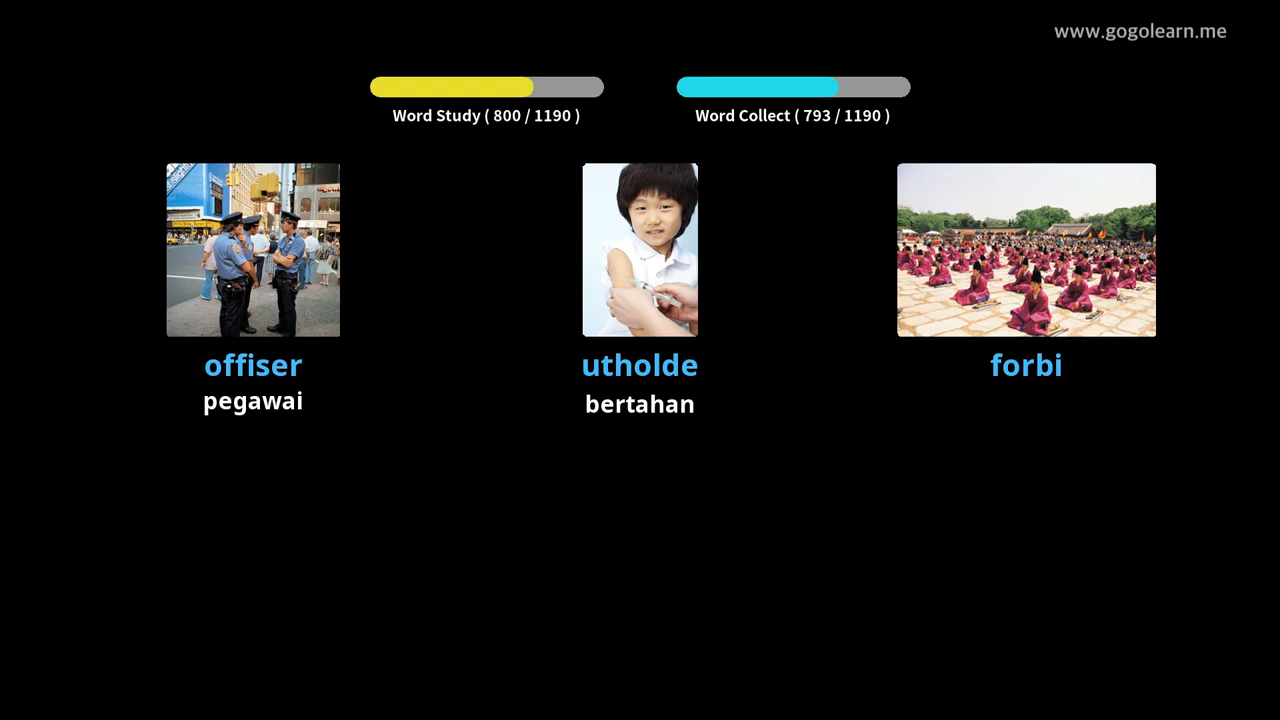 www.gogolearn.me
Word Study ( 800 / 1190 )
Word Collect ( 793 / 1190 )
offiser
utholde
forbi
pegawai
bertahan